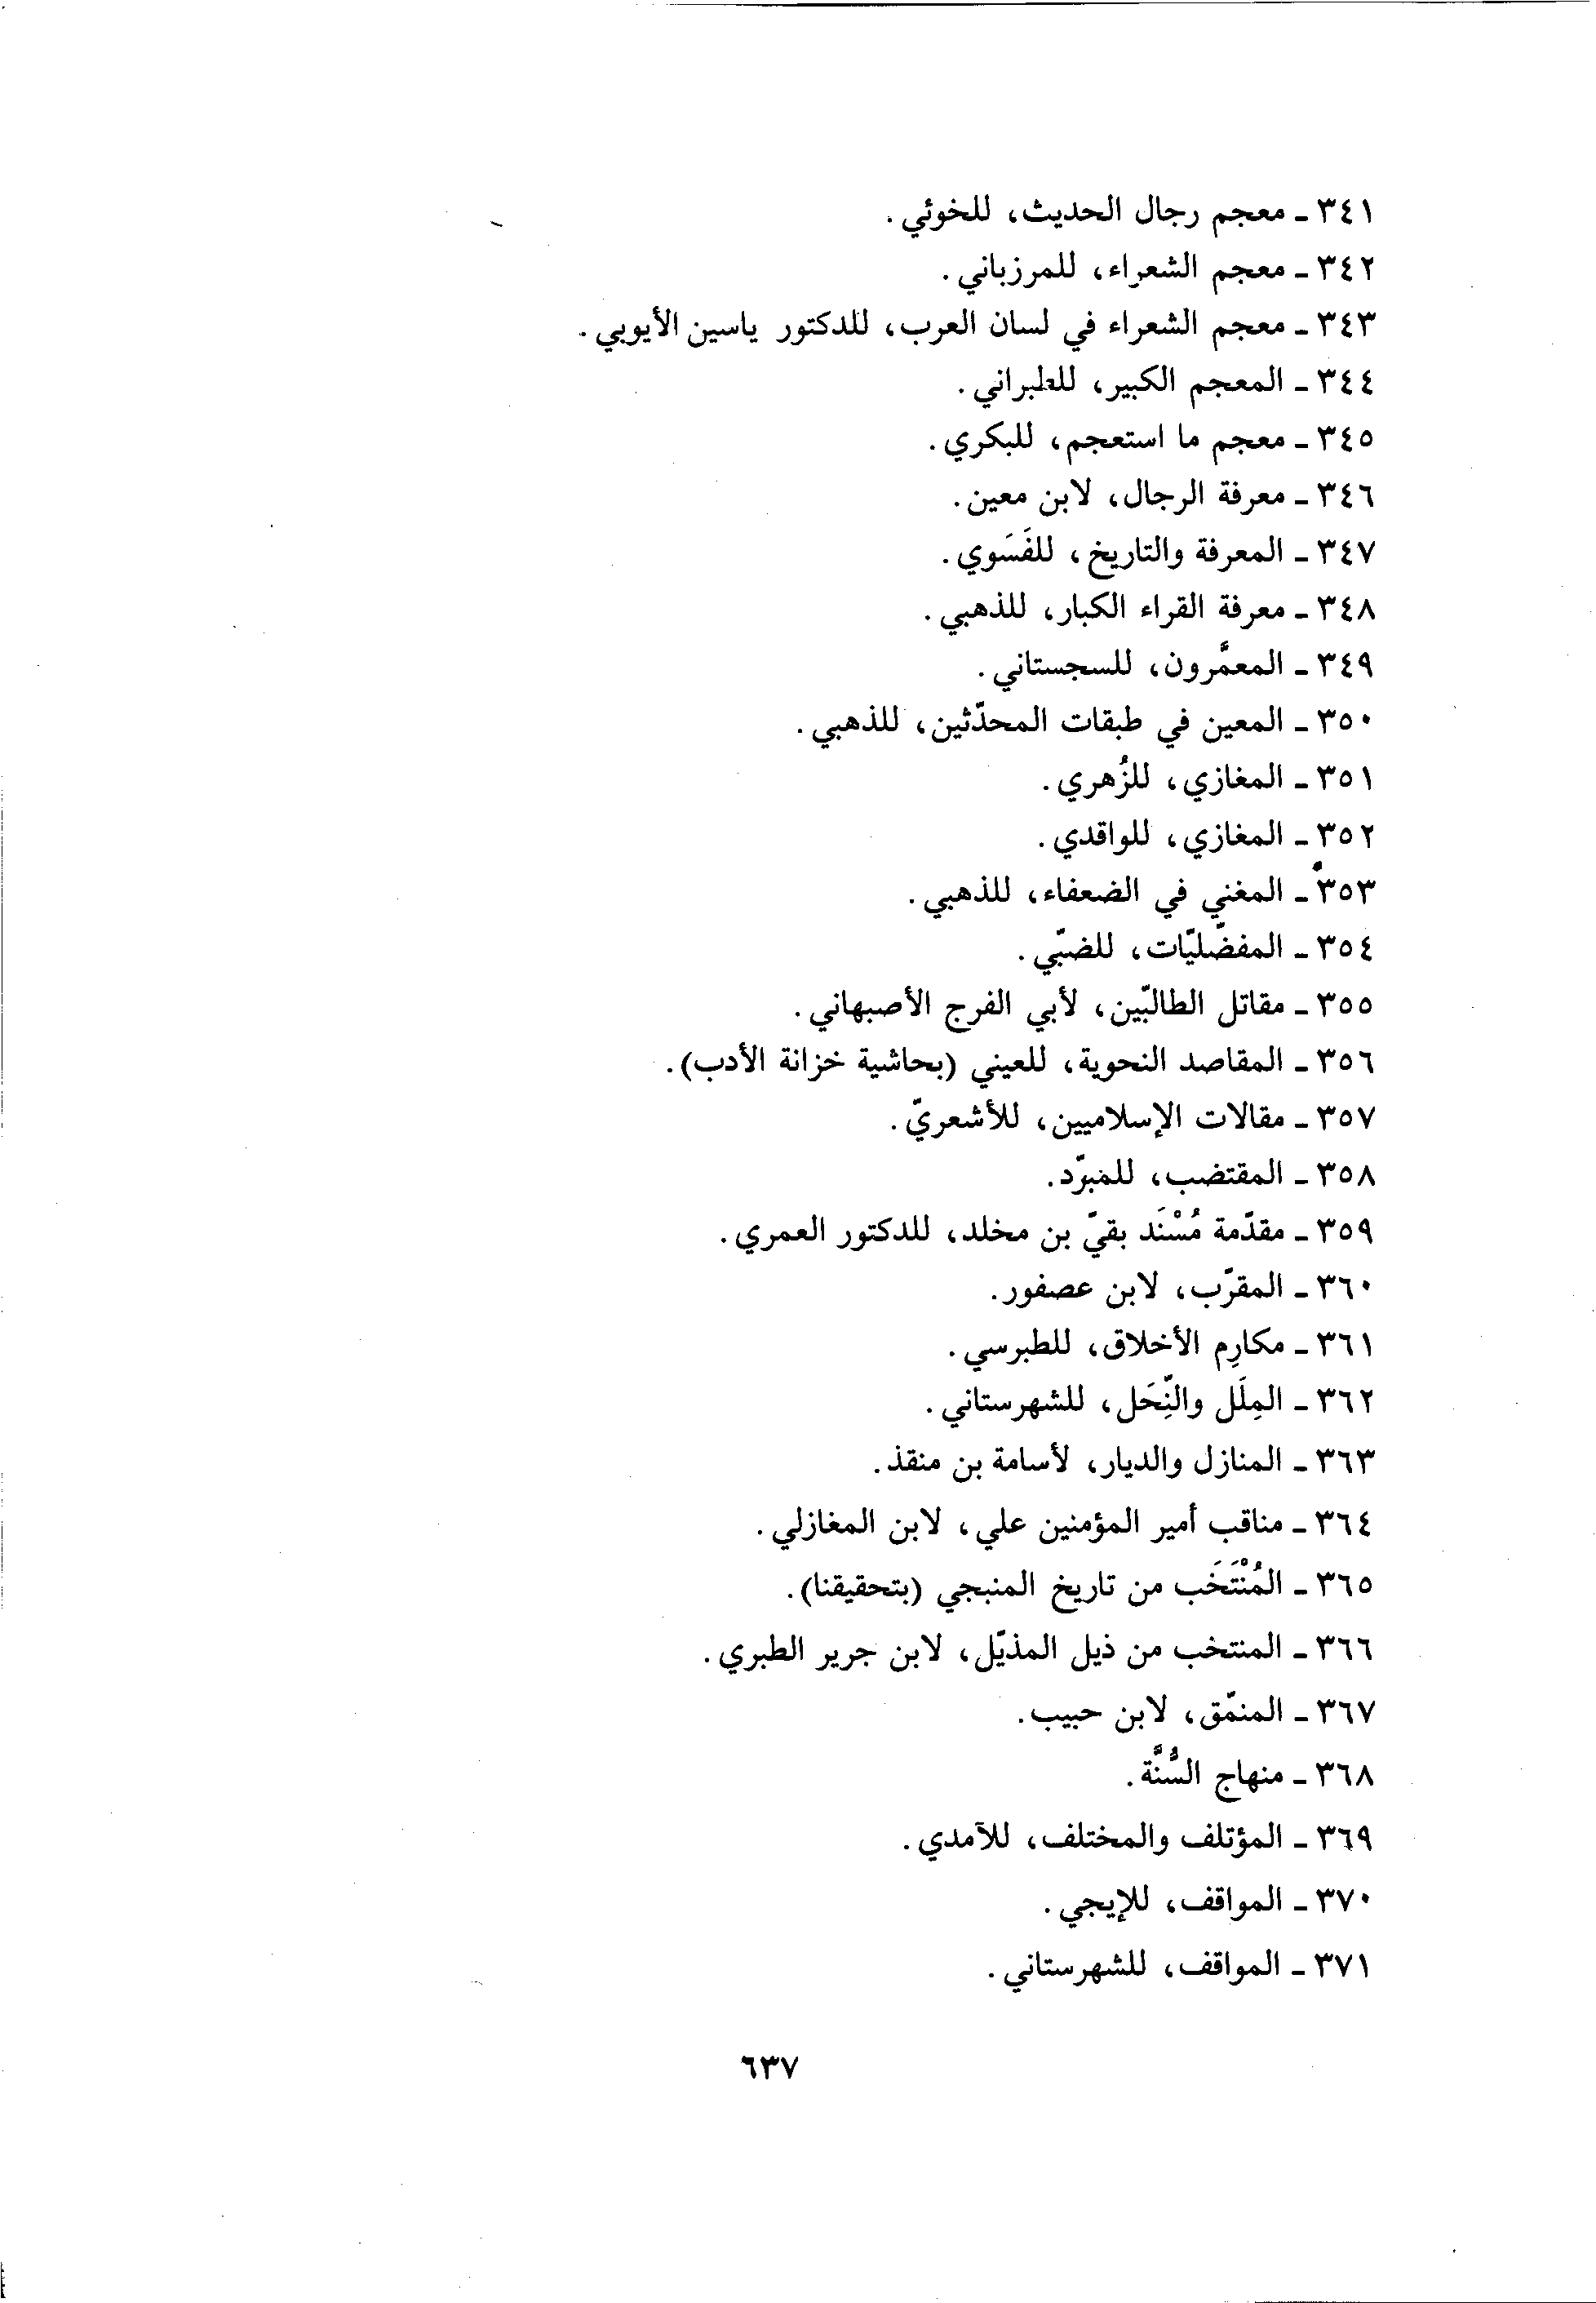 ٣٤١ - معجم رجال الحديث، للخوئي.
٣٤٢ - معجم الشعراء، للمرزباني.
٣٤٣ - معجم الشعراء في لسان العرب، للدكتور ياسين الأيوبي.
٣٤٤ - المعجم الكبير، للطبراني.
٣٤٥ - معجم ما استعجم، للبكري.
٣٤٦ - معرفة الرجال، لابن معين.
٣٤٧ - المعرفة والتاريخ، للفَسَوي.
٣٤٨ - معرفة القراء الكبار، للذهبي.
٣٤٩ - المعمَّرون، للسجستاني.
٣٥٠ - المعين في طبقات المحدّثين، للذهبي.
٣٥١ - المغازي، للزُهري.
٣٥٢ - المغازي، للواقدي.
٣٥٣ - المغني في الضعفاء، للذهبي.
٣٥٤ - المفضّليّات، للضبّي.
٣٥٥ - مقاتل الطالبّين، لأبي الفرج الأصبهاني.
٣٥٦ - المقاصد النحوية، للعيني (بحاشية خزانة الأدب).
٣٥٧ - مقالات الإسلاميين، للأشعريّ.
٣٥٨ - المقتضب، للمبرّد.
٣٥٩ - مقدّمة مُسْنَد بقيّ بن مخلد، للدكتور العمري.
٣٦٠ - المقرّب، لابن عصفور.
٣٦١ - مكارِم الأخلاق، للطبرسي.
٣٦٢ - المِلَل والنِّحَل، للشهرستاني.
٣٦٣ - المنازل والديار، لأسامة بن منقذ.
٣٦٤ - مناقب أمير المؤمنين علي، لابن المغازلي.
٣٦٥ - المُنْتَخَب من تاريخ المنبجي (بتحقيقنا).
٣٦٦ - المنتخب من ذيل المذيّل، لابن جرير الطبري.
٣٦٧ - المنمّق، لابن حبيب.
٣٦٨ - منهاج السُّنَّة.
٣٦٩ - المؤتلف والمختلف، للآمدي.
٣٧٠ - المواقف، للإيجي.
٣٧١ - المواقف، للشهرستاني.
٦٣٧